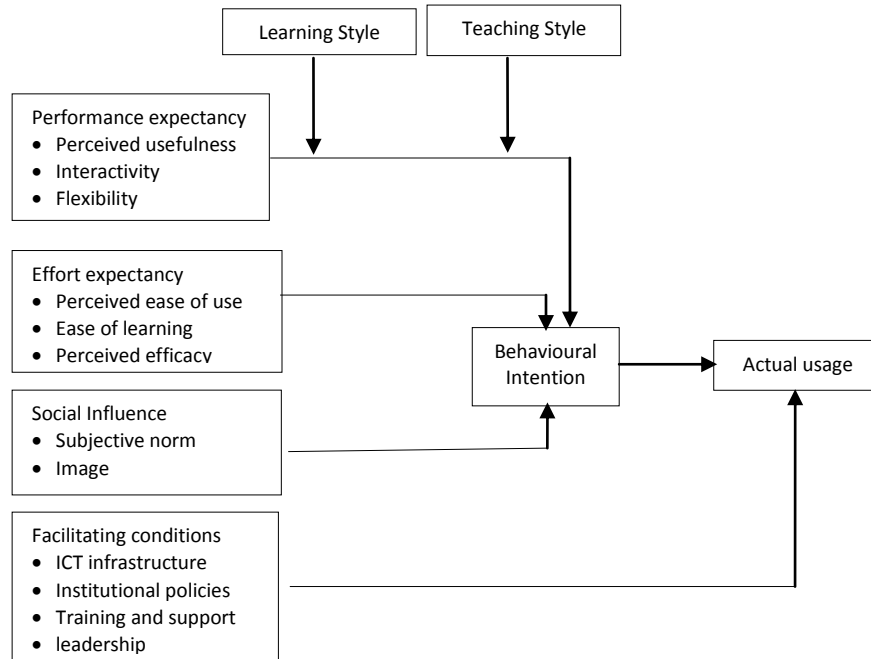 Learning Style
Teaching Style
Performance expectancy
• Perceived usefulness
• Interactivity
• Flexibility
Effort expectancy
• Perceived ease of use
• Ease of learning
• Perceived efficacy
Behavioural
Intention
Actual usage
Social Influence
• Subjective norm
• Image
Facilitating conditions
• ICT infrastructure
• Institutional policies
• Training and support
• leadership